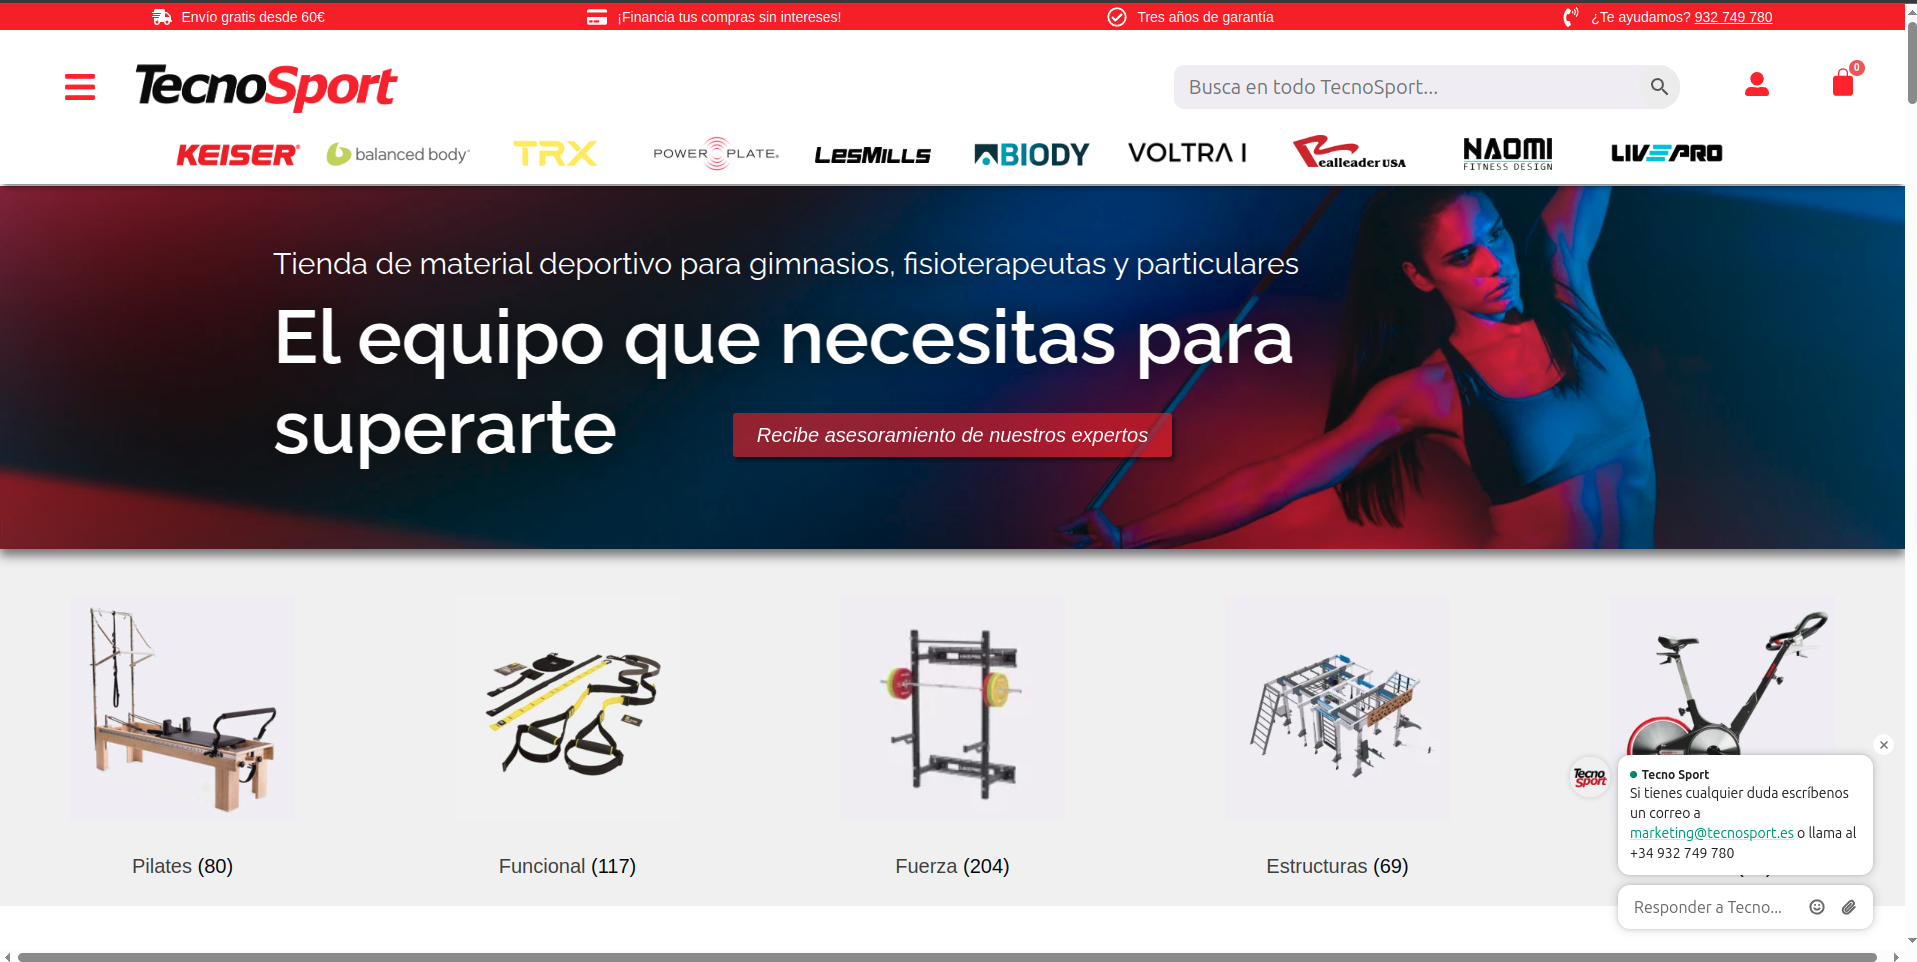 Envío gratis desde 60€
¡Financia tus compras sin intereses!
Tres años de garantía
¿Te ayudamos? 932 749 780
TecnoSport
Busca en todo TecnoSport...
0
KEISER
balanced body
TRX
POWER PLATE
LESMILLS
BIODY
VOLTRA I
RealleaderUSA
NAOMI
FITNESS DESIGN
LIVEPRO
Tienda de material deportivo para gimnasios, fisioterapeutas y particulares
El equipo que necesitas para
superarte
Recibe asesoramiento de nuestros expertos
Pilates (80)
Funcional (117)
Fuerza (204)
Estructuras (69)
Tecno Sport
Tecno Sport
Si tienes cualquier duda escríbenos
un correo a
marketing@tecnosport.es o llama al
+34 932 749 780
Responder a Tecno...